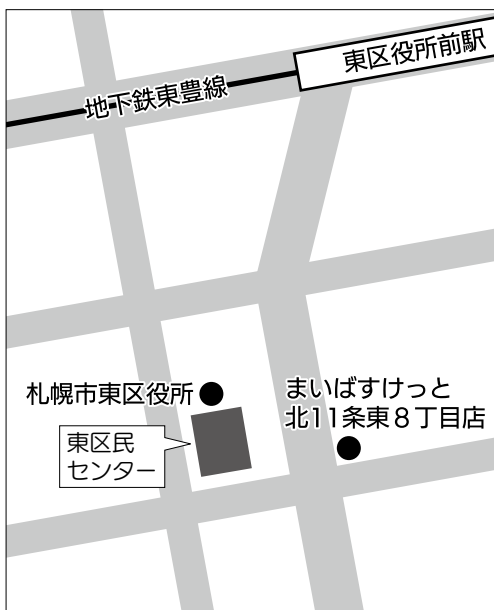 東区役所前駅
地下鉄東豊線
札幌市東区役所
まいばすけっと
北11条東8丁目店
東区民
センター